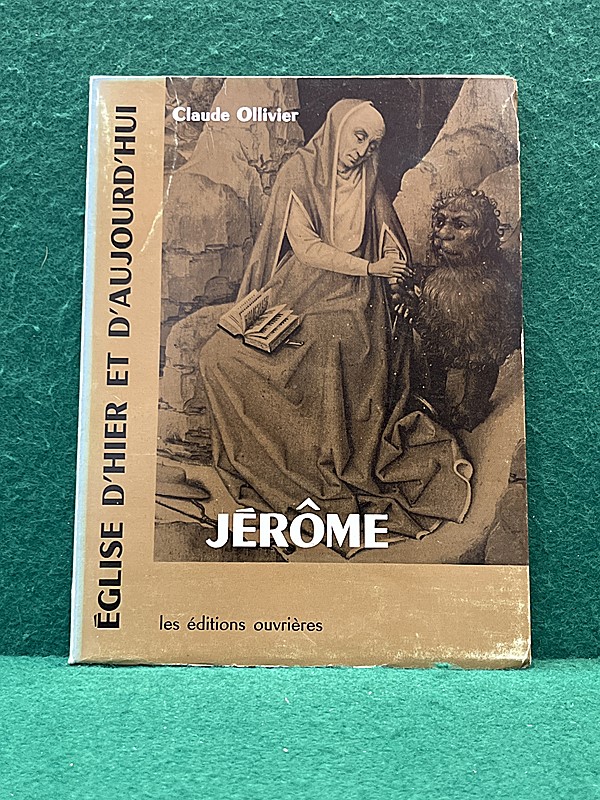 ÉGLISE D'HIER ET D'AUJOURD'HUI
Claude Ollivier
JÉRÔME
les éditions ouvrières